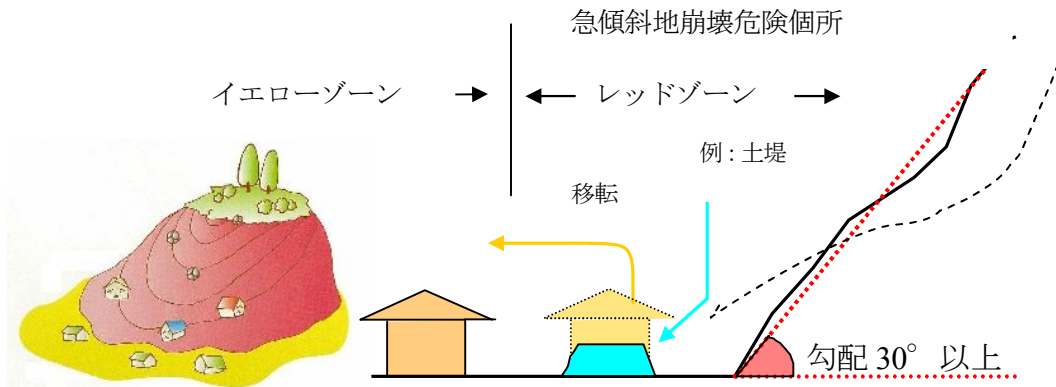 急傾斜地崩壊危険個所
イエローゾーン
レッドゾーン
例：土堤
移転
勾配 30° 以上